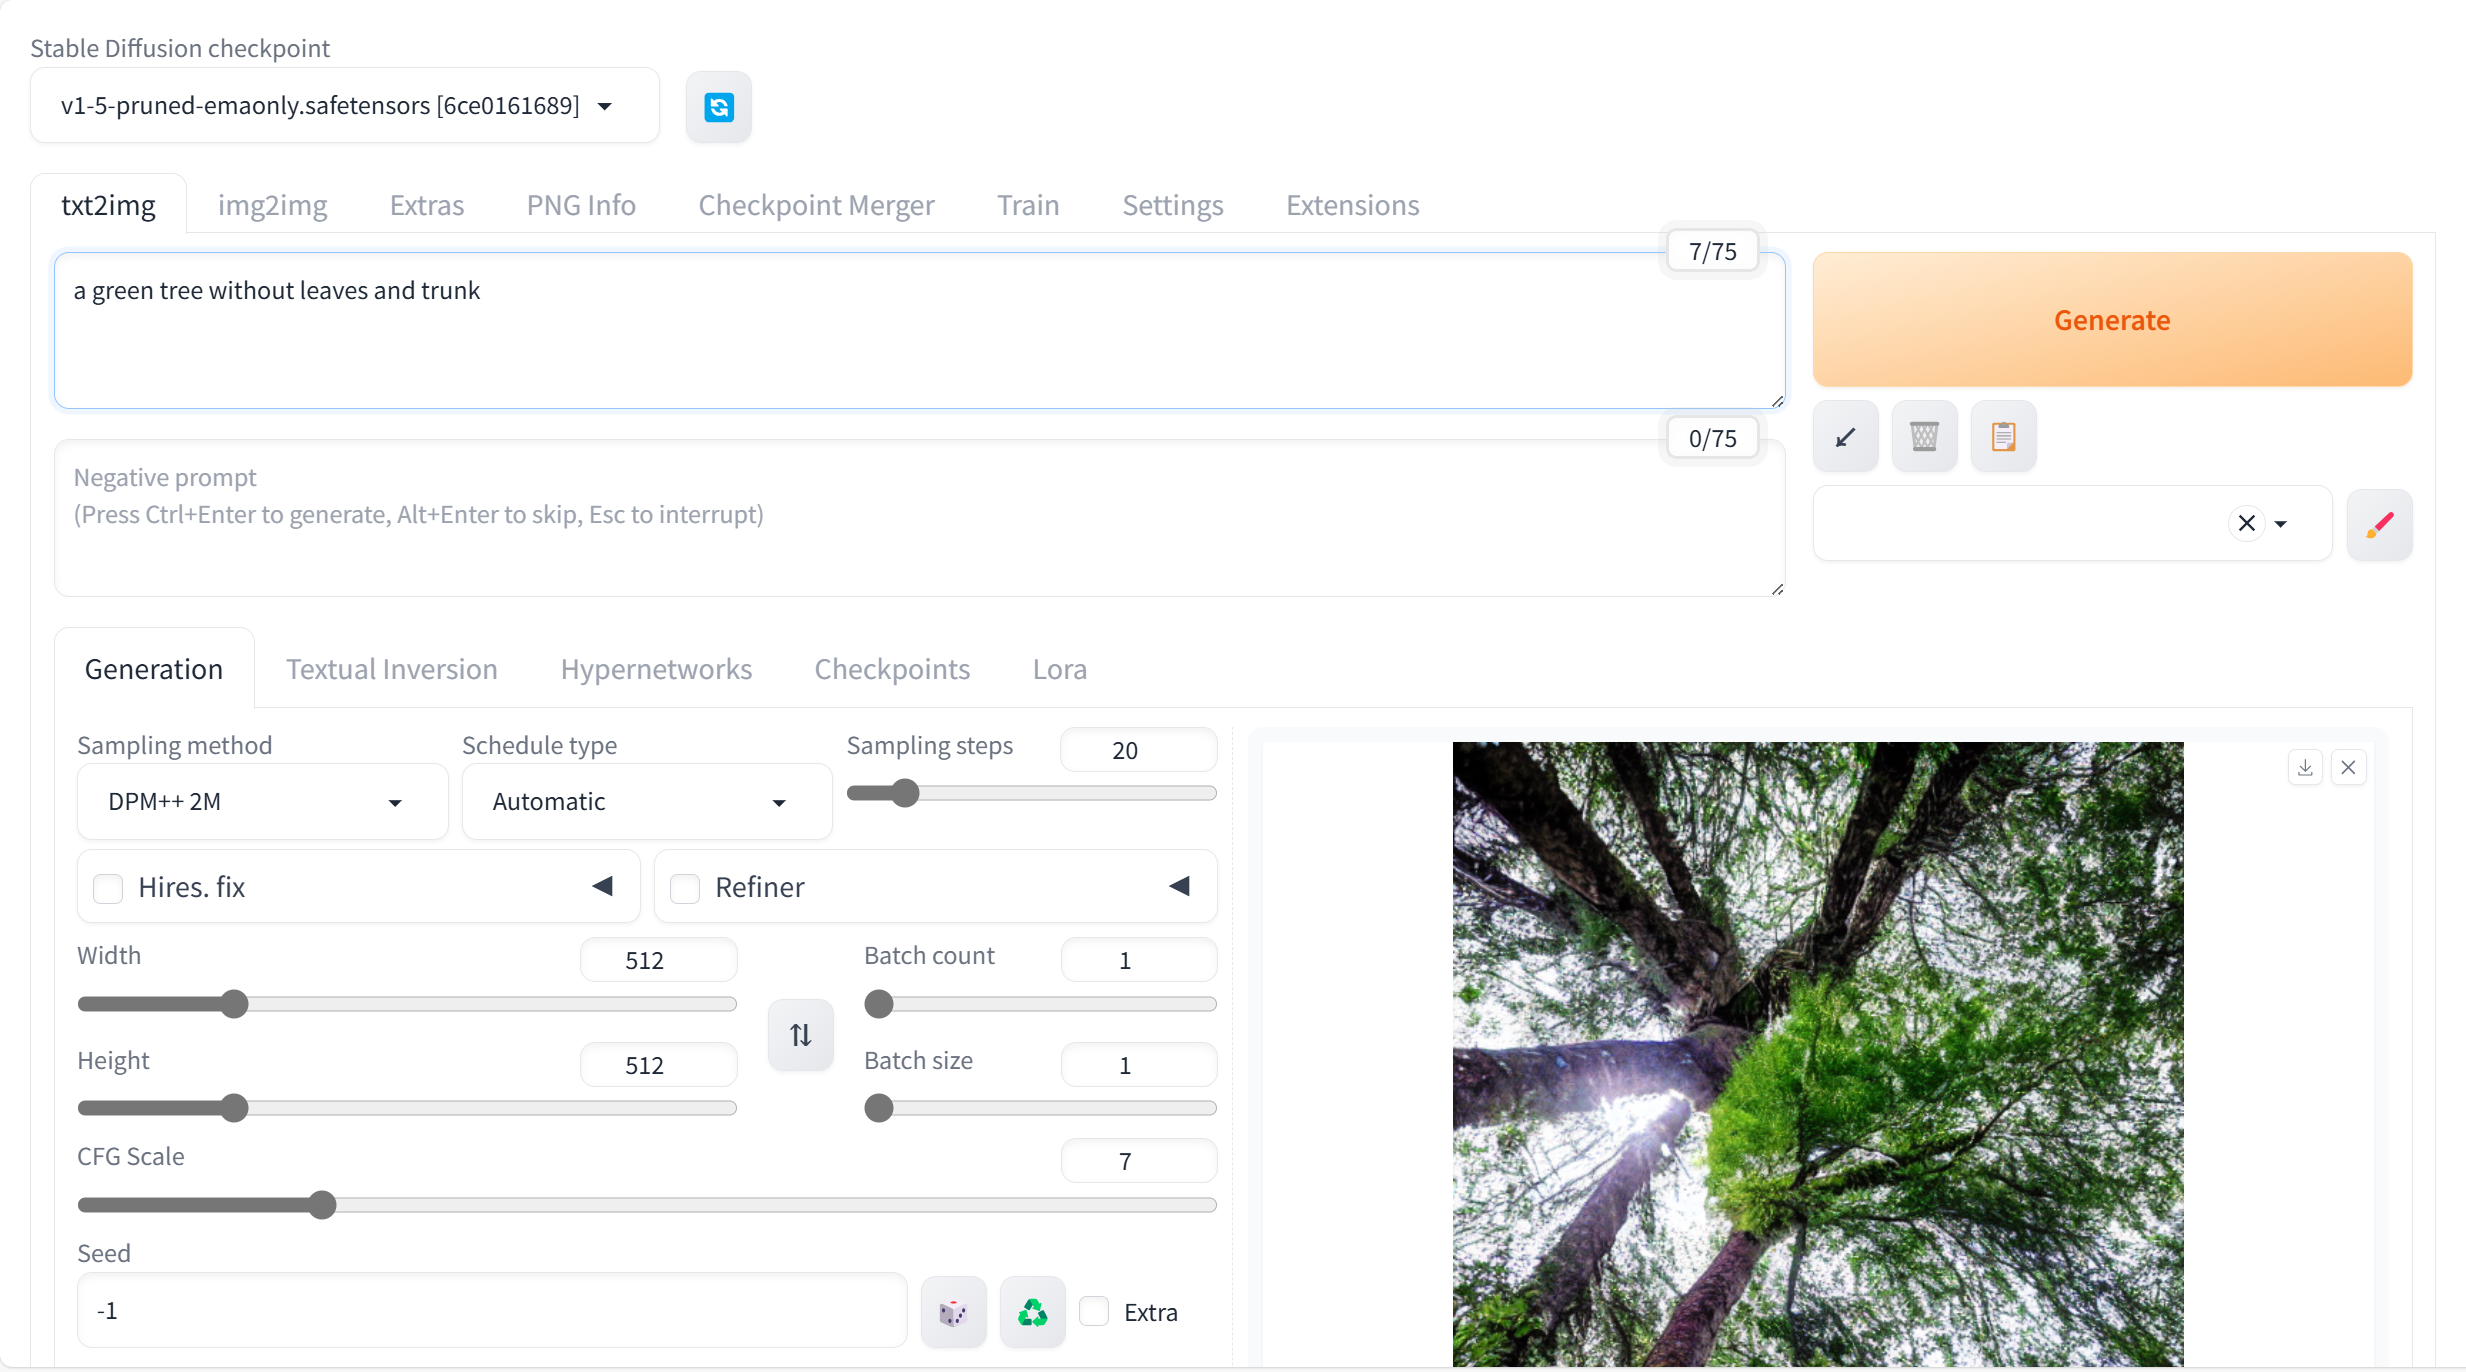 Stable Diffusion checkpoint
v1-5-pruned-emaonly.safetensors [6ce0161689]
txt2img img2img Extras PNG Info Checkpoint Merger Train Settings Extensions
7/75
a green tree without leaves and trunk
Generate
0/75
Negative prompt
(Press Ctrl+Enter to generate, Alt+Enter to skip, Esc to interrupt)
Generation Textual Inversion Hypernetworks Checkpoints Lora
Sampling method Schedule type Sampling steps 20
DPM++ 2M Automatic
Hires. fix Refiner
Width 512 Batch count 1
Height 512 Batch size 1
CFG Scale 7
Seed
-1 Extra